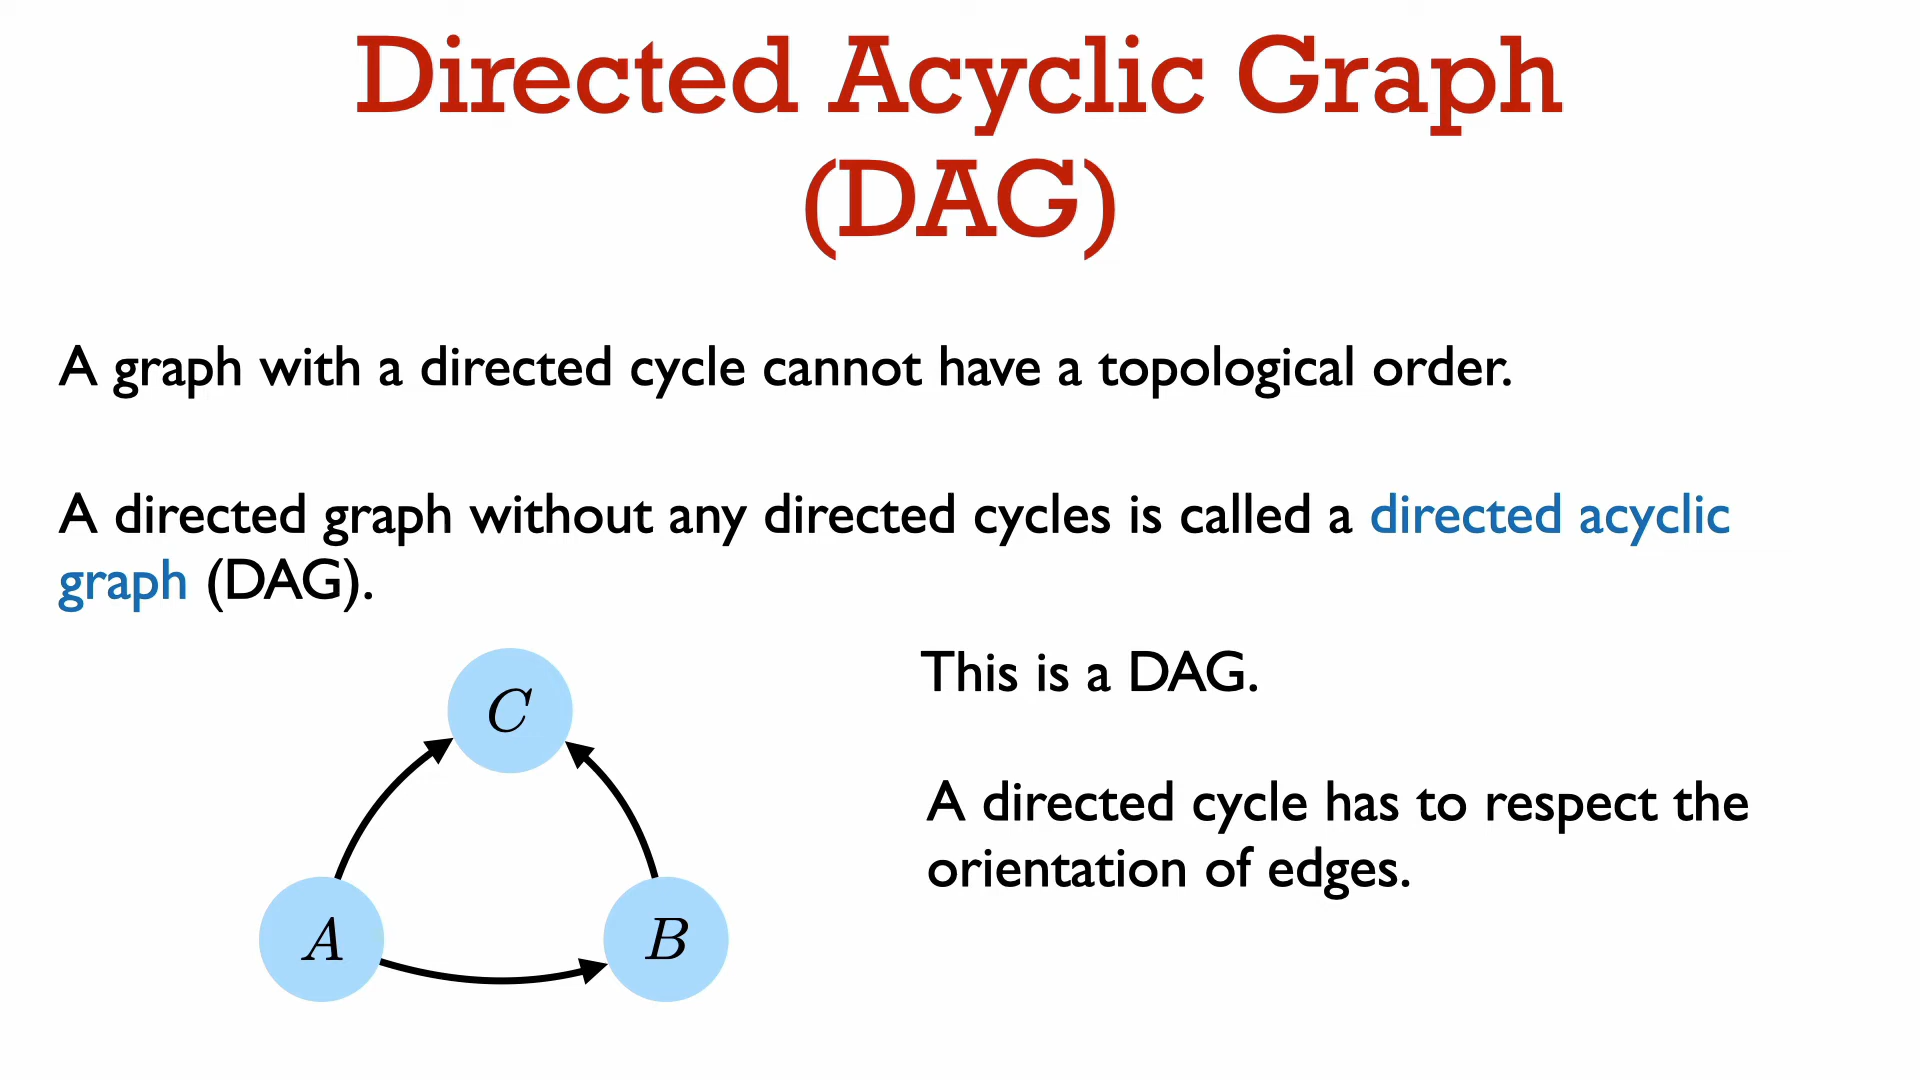 Directed Acyclic Graph
(DAG)
A graph with a directed cycle cannot have a topological order.
A directed graph without any directed cycles is called a directed acyclic
graph (DAG).
This is a DAG.
A directed cycle has to respect the
orientation of edges.
C
A
B